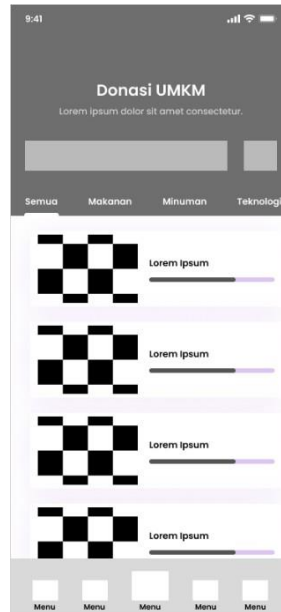 9:41
Donasi UMKM
Lorem ipsum dolor sit amet consectetur.
Semua Makanan Minuman Teknologi
Lorem Ipsum
Lorem Ipsum
Lorem Ipsum
Lorem Ipsum
Menu Menu Menu Menu Menu